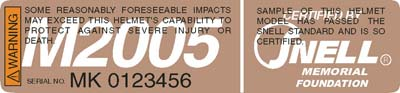 WARNING
SOME REASONABLY FORESEEABLE IMPACTS
MAY EXCEED THIS HELMET'S CAPABILITY TO
PROTECT AGAINST SEVERE INJURY OR
DEATH.
M2005
SERIAL NO. MK 0123456
SAMPLE OF THIS HELMET
MODEL HAS PASSED THE
SNELL STANDARD AND IS SO
CERTIFIED.
CERTIFIED BY
SNELL®
MEMORIAL
FOUNDATION